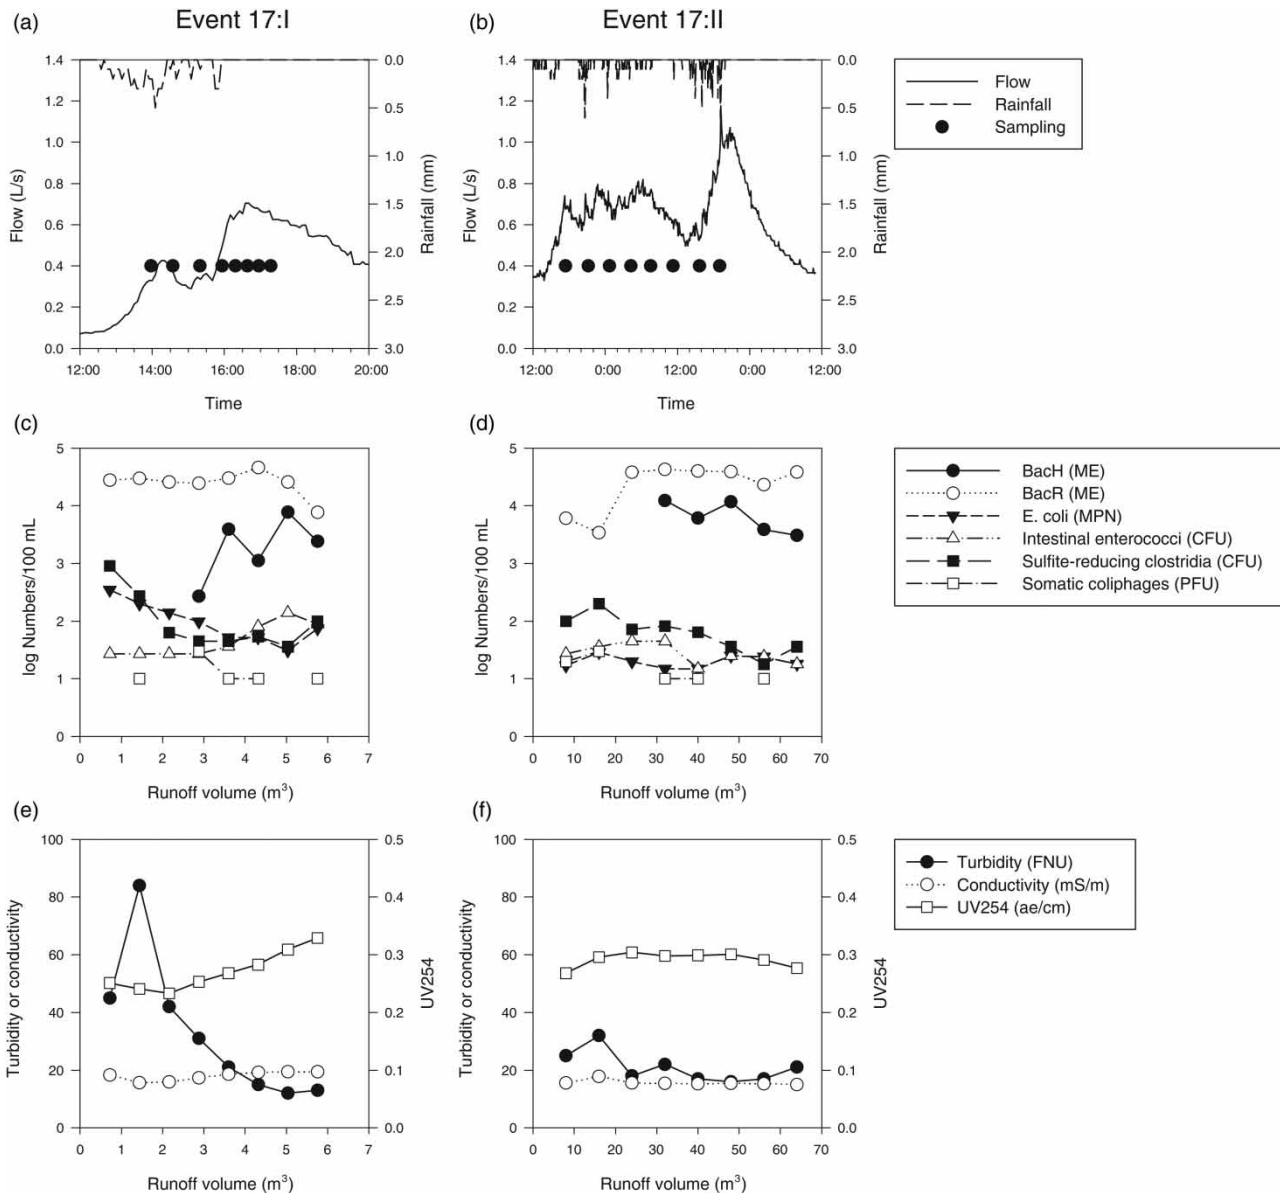 (a) Event 17:I
(b) Event 17:II
1.4
1.2
1.0
0.8
0.6
0.4
0.2
0.0
Flow (L/s)
0.0
0.5
1.0
1.5
2.0
2.5
3.0
Rainfall (mm)
12:00 14:00 16:00 18:00 20:00
Time
1.4
1.2
1.0
0.8
0.6
0.4
0.2
0.0
Flow (L/s)
0.0
0.5
1.0
1.5
2.0
2.5
3.0
Rainfall (mm)
12:00 0:00 12:00 0:00 12:00
Time
Flow
Rainfall
Sampling
(c)
5
4
3
2
1
0
log Numbers/100 mL
0 1 2 3 4 5 6 7
Runoff volume (m³)
(d)
5
4
3
2
1
0
log Numbers/100 mL
0 10 20 30 40 50 60 70
Runoff volume (m³)
BacH (ME)
BacR (ME)
E. coli (MPN)
Intestinal enterococi (CFU)
Sulfite-reducing clostridia (CFU)
Somatic coliphages (PFU)
(e)
100
80
60
40
20
0
Turbidity or conductivity
0.5
0.4
0.3
0.2
0.1
0.0
UV254
0 1 2 3 4 5 6 7
Runoff volume (m³)
(f)
100
80
60
40
20
0
Turbidity or conductivity
0.5
0.4
0.3
0.2
0.1
0.0
UV254
0 10 20 30 40 50 60 70
Runoff volume (m³)
Turbidity (FNU)
Conductivity (mS/m)
UV254 (ae/cm)